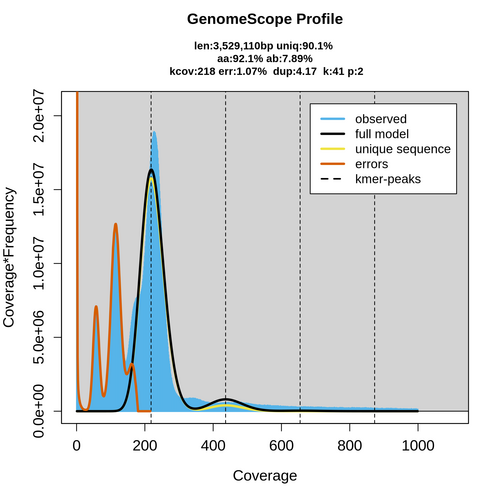 GenomeScope Profile
len:3,529,110bp uniq:90.1%
aa:92.1% ab:7.89%
kcov:218 err:1.07% dup:4.17 k:41 p:2
observed
full model
unique sequence
errors
kmer-peaks
Coverage*Frequency
2.0e+07
1.5e+07
1.0e+07
5.0e+06
0.0e+00
0 200 400 600 800 1000
Coverage